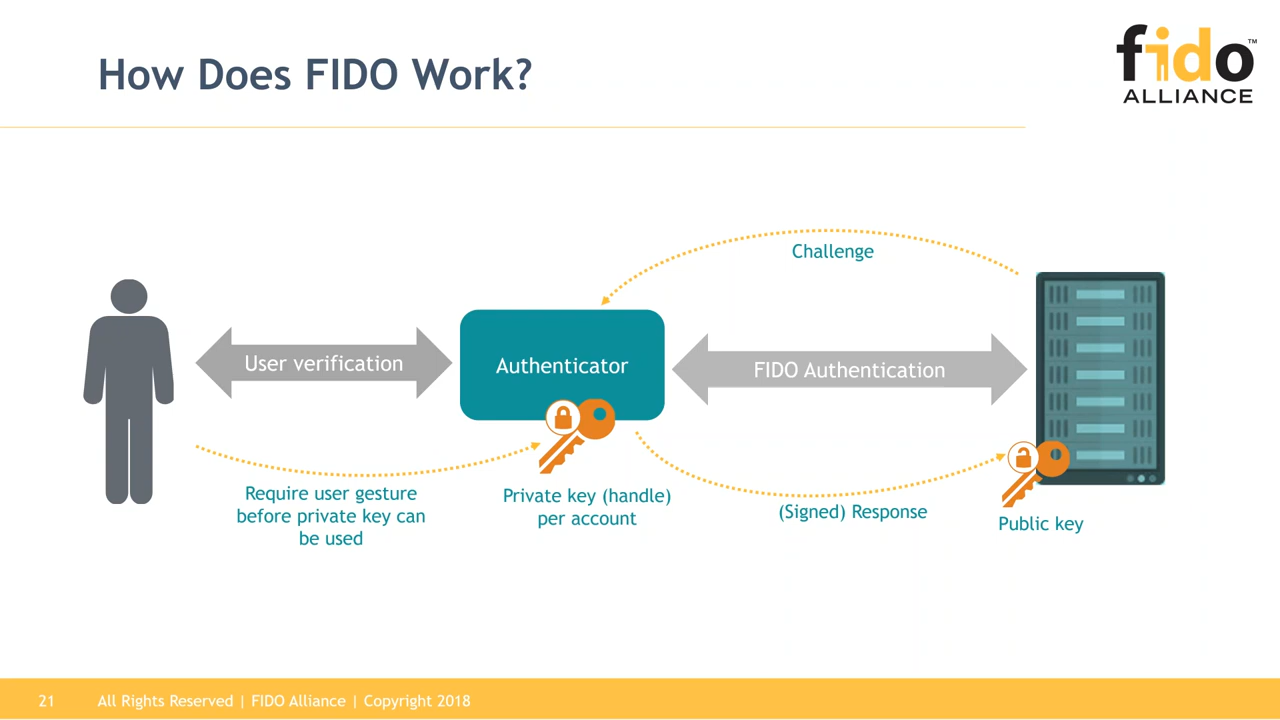 How Does FIDO Work?
fido™
ALLIANCE
Challenge
User verification
Authenticator
FIDO Authentication
Require user gesture
before private key can
be used
Private key (handle)
per account
(Signed) Response
Public key
21 All Rights Reserved | FIDO Alliance | Copyright 2018